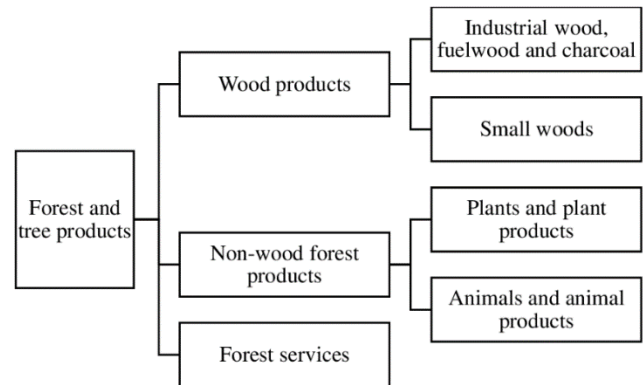 Forest and
tree products
Wood products
Industrial wood,
fuelwood and charcoal
Small woods
Non-wood forest
products
Plants and plant
products
Animals and animal
products
Forest services